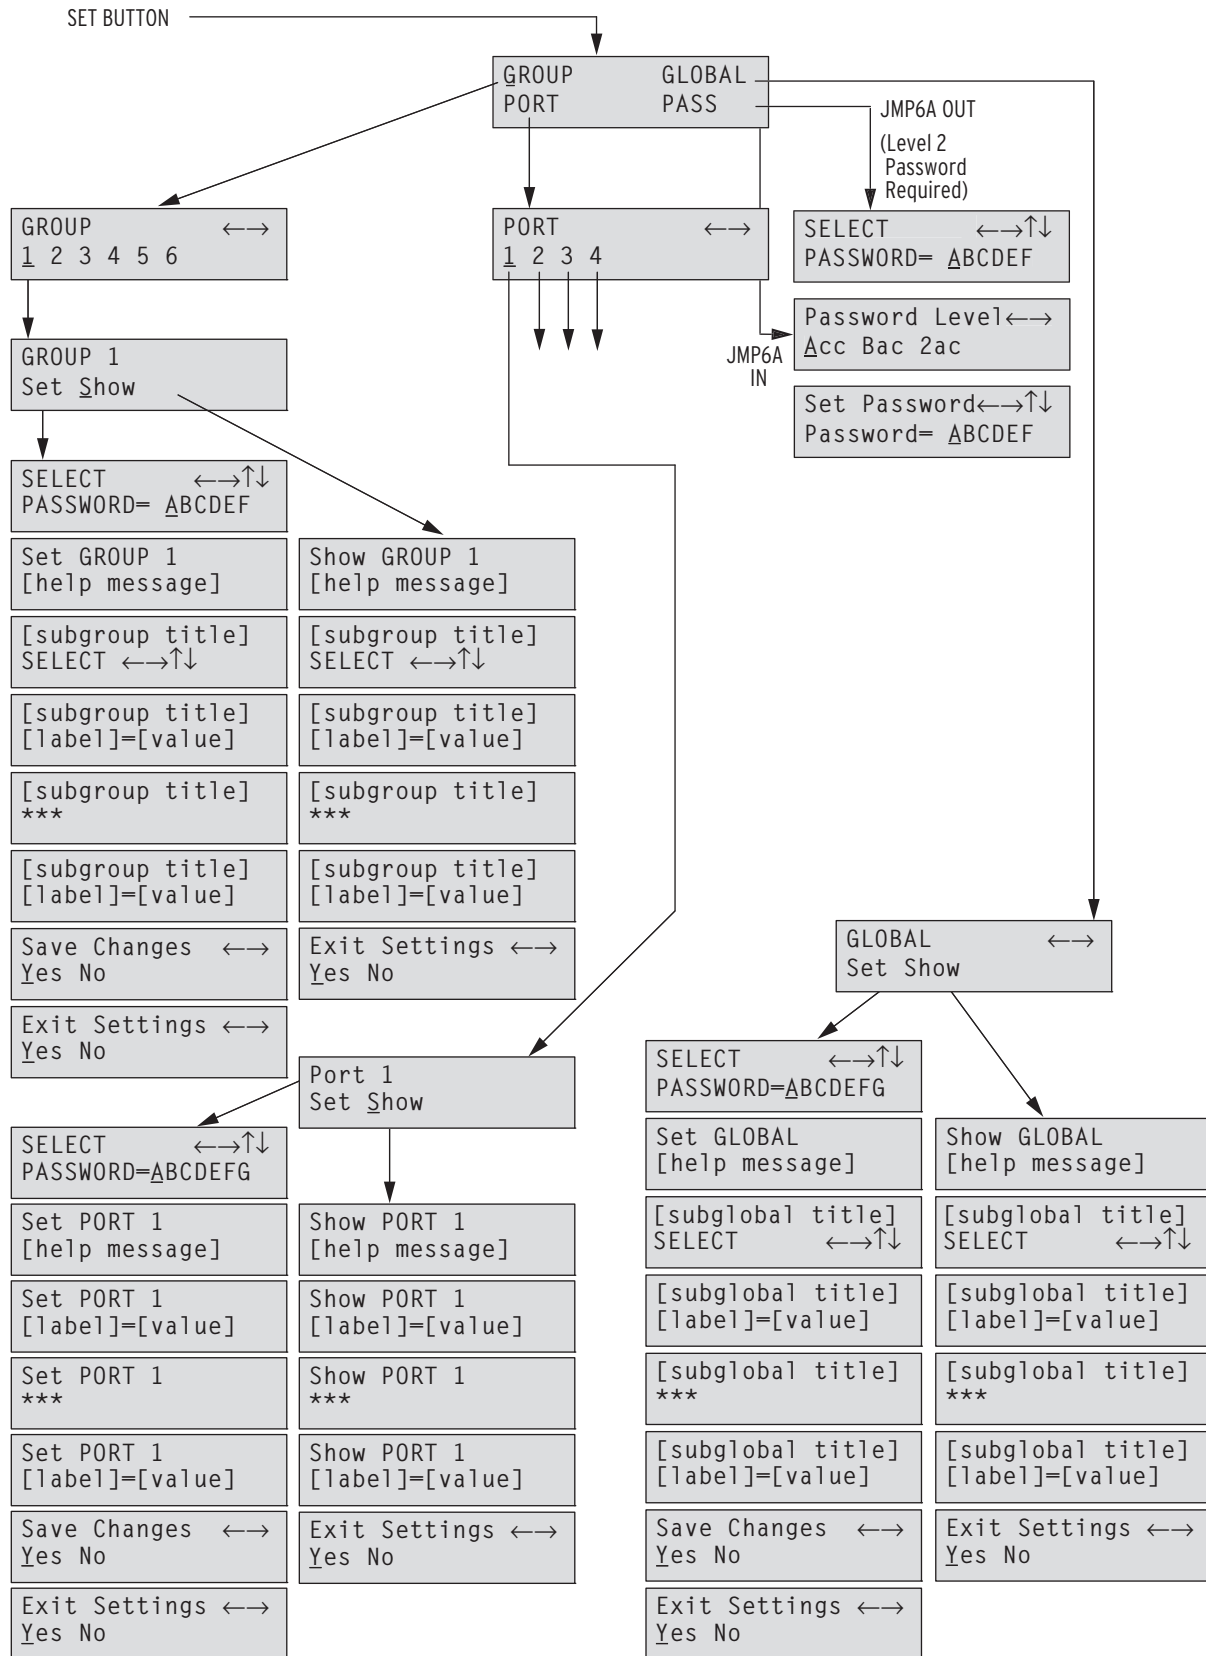 SET BUTTON
GROUP GLOBAL
PORT PASS
JMP6A OUT
(Level 2
Password
Required)
GROUP ←→
1 2 3 4 5 6
PORT ←→
1 2 3 4
SELECT ←→↑↓
PASSWORD= ABCDEF
JMP6A
IN
Password Level←→
Acc Bac 2ac
Set Password←→↑↓
Password= ABCDEF
GROUP 1
Set Show
SELECT ←→↑↓
PASSWORD= ABCDEF
Set GROUP 1
[help message]
[subgroup title]
SELECT ←→↑↓
[subgroup title]
[label]=[value]
[subgroup title]
***
[subgroup title]
[label]=[value]
Save Changes ←→
Yes No
Exit Settings ←→
Yes No
Show GROUP 1
[help message]
[subgroup title]
SELECT ←→↑↓
[subgroup title]
[label]=[value]
[subgroup title]
***
[subgroup title]
[label]=[value]
Exit Settings ←→
Yes No
Port 1
Set Show
SELECT ←→↑↓
PASSWORD=ABCDEFG
Set PORT 1
[help message]
Set PORT 1
[label]=[value]
Set PORT 1
***
Set PORT 1
[label]=[value]
Save Changes ←→
Yes No
Exit Settings ←→
Yes No
Show PORT 1
[help message]
Show PORT 1
[label]=[value]
Show PORT 1
***
Show PORT 1
[label]=[value]
Exit Settings ←→
Yes No
GLOBAL ←→
Set Show
SELECT ←→↑↓
PASSWORD=ABCDEFG
Set GLOBAL
[help message]
[subglobal title]
SELECT ←→↑↓
[subglobal title]
[label]=[value]
[subglobal title]
***
[subglobal title]
[label]=[value]
Save Changes ←→
Yes No
Exit Settings ←→
Yes No
Show GLOBAL
[help message]
[subglobal title]
SELECT ←→↑↓
[subglobal title]
[label]=[value]
[subglobal title]
***
[subglobal title]
[label]=[value]
Exit Settings ←→
Yes No